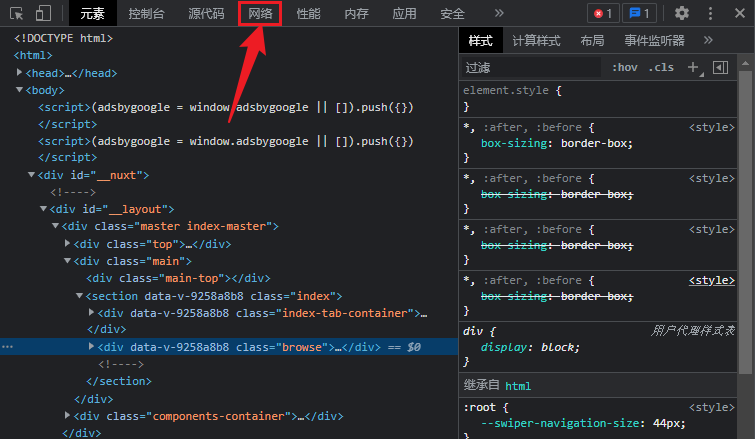 元素 控制台 源代码 网络 性能 内存 应用 安全 » 1 1
<!DOCTYPE html>
<html>
<head>…</head>
<body>
<script>(adsbygoogle = window.adsbygoogle || []).push({})
</script>
<script>(adsbygoogle = window.adsbygoogle || []).push({})
</script>
<div id="__nuxt">
<!---->
<div id="__layout">
<div class="master index-master">
<div class="top">…</div>
<div class="main">
<div class="main-top"></div>
<section data-v-9258a8b8 class="index">
<div data-v-9258a8b8 class="index-tab-container">…
</div>
<div data-v-9258a8b8 class="browse">…</div> == $0
<!---->
</section>
</div>
<div class="components-container">…</div>
</div>
样式 计算样式 布局 事件监听器 »
过滤 :hov .cls +
element.style {
}
*, :after, :before { <style>
box-sizing: border-box;
}
*, :after, :before { <style>
box-sizing: border-box;
}
*, :after, :before { <style>
box-sizing: border-box;
}
*, :after, :before { <style>
box-sizing: border-box;
}
div { 用户代理样式表
display: block;
}
继承自 html
:root { <style>
--swiper-navigation-size: 44px;
}